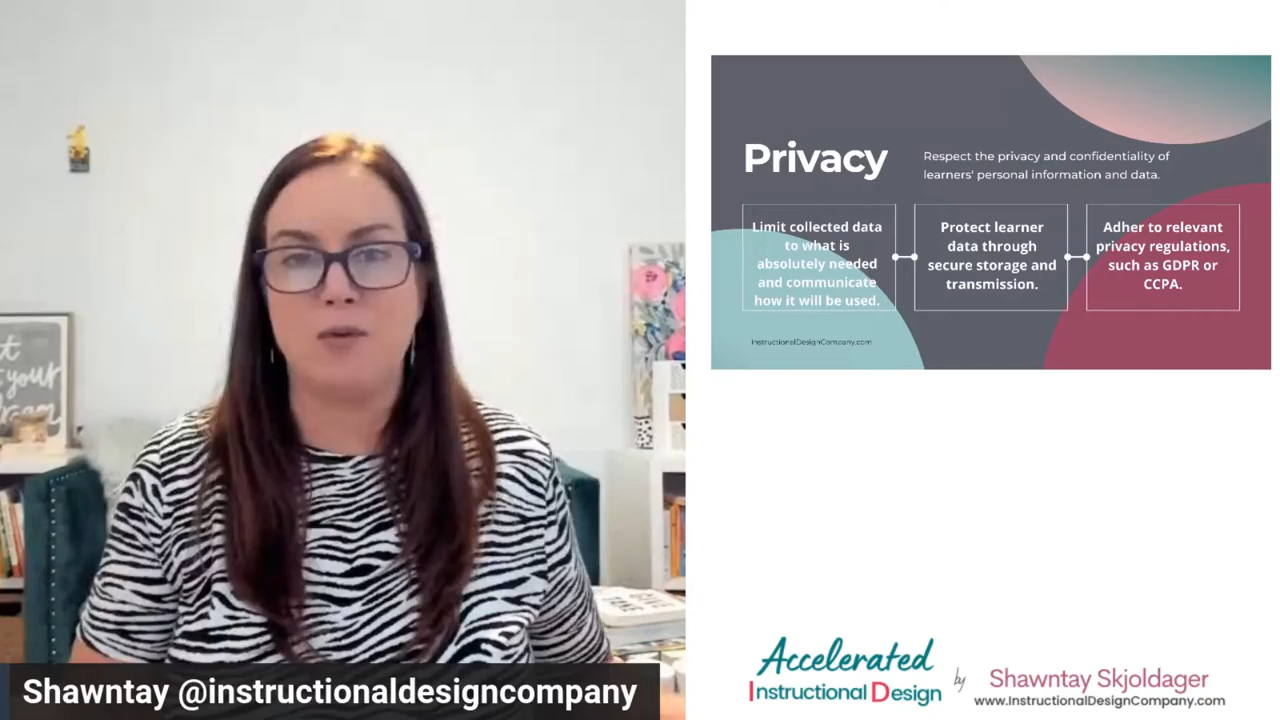 t
t your
dream
Shawntay @instructionaldesigncompany
Privacy
Respect the privacy and confidentiality of
learners' personal information and data.
Limit collected data
to what is
absolutely needed
and communicate
how it will be used.
Protect learner
data through
secure storage and
transmission.
Adher to relevant
privacy regulations,
such as GDPR or
CCPA.
InstructionalDesignCompany.com
Accelerated
Instructional Design
by
Shawntay Skjoldager
www.InstructionalDesignCompany.com